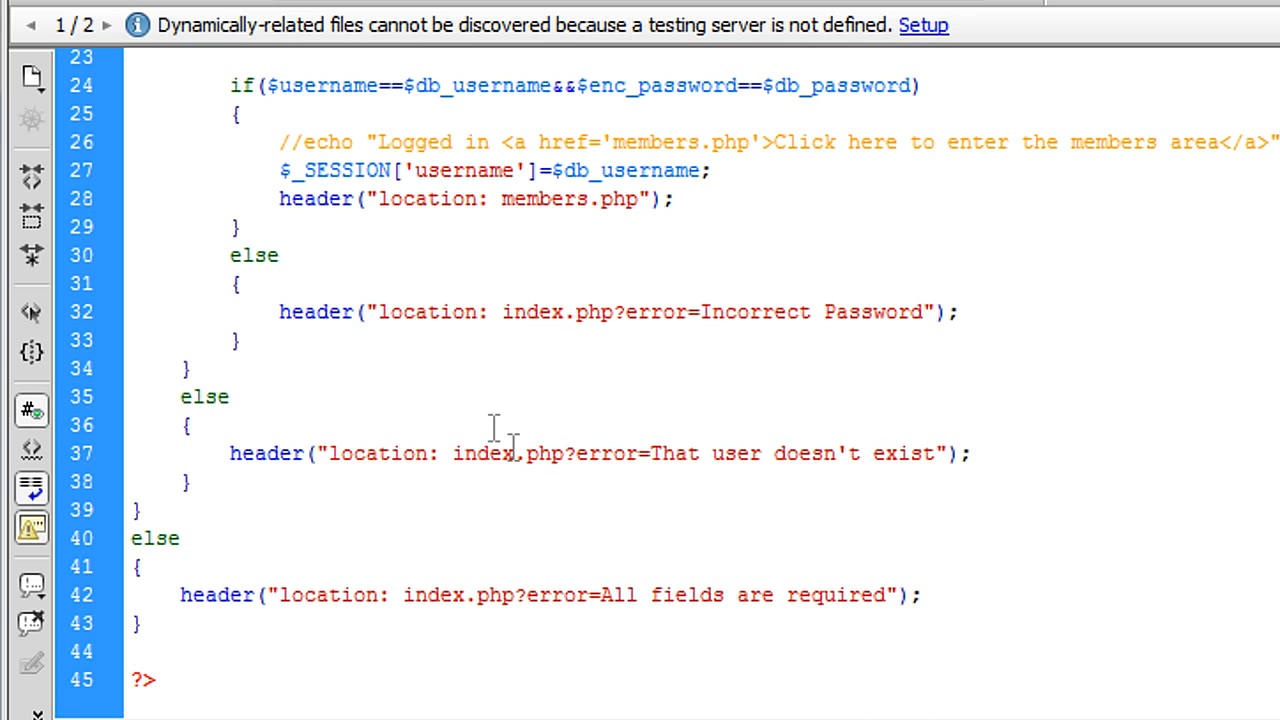 1 / 2 Dynamically-related files cannot be discovered because a testing server is not defined. Setup
23
24 if($username==$db_username&&$enc_password==$db_password)
25 {
26 //echo "Logged in <a href='members.php'>Click here to enter the members area</a>"
27 $_SESSION['username']=$db_username;
28 header("location: members.php");
29 }
30 else
31 {
32 header("location: index.php?error=Incorrect Password");
33 }
34 }
35 else
36 {
37 header("location: index.php?error=That user doesn't exist");
38 }
39 }
40 else
41 {
42 header("location: index.php?error=All fields are required");
43 }
44
45 ?>